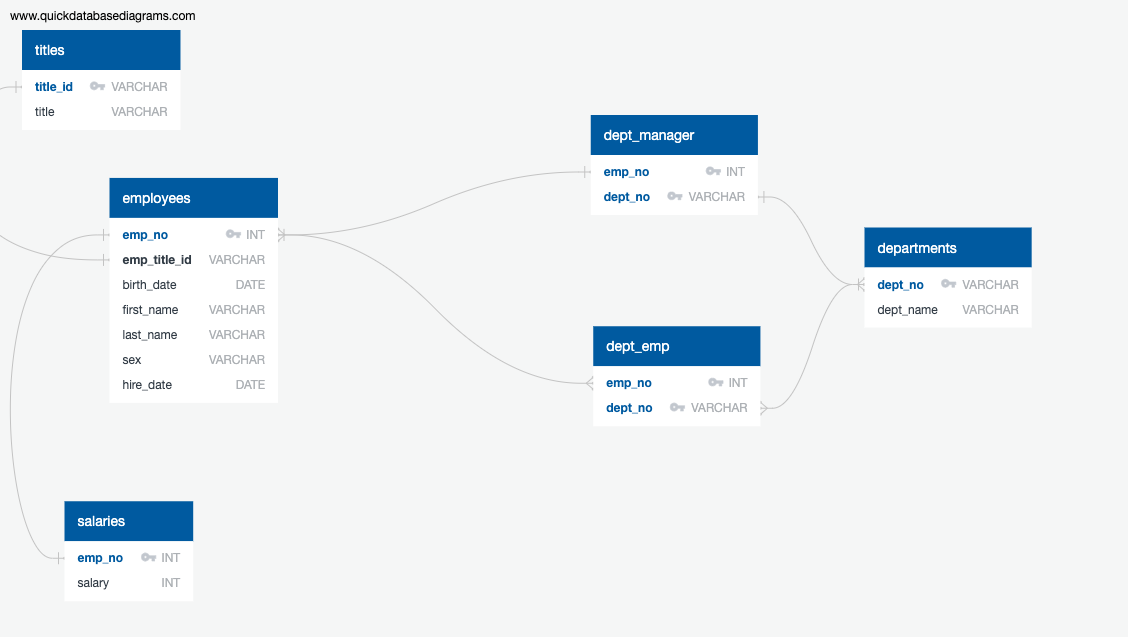 www.quickdatabasediagrams.com
titles
title_id VARCHAR
title VARCHAR
employees
emp_no INT
emp_title_id VARCHAR
birth_date DATE
first_name VARCHAR
last_name VARCHAR
sex VARCHAR
hire_date DATE
salaries
emp_no INT
salary INT
dept_manager
emp_no INT
dept_no VARCHAR
dept_emp
emp_no INT
dept_no VARCHAR
departments
dept_no VARCHAR
dept_name VARCHAR